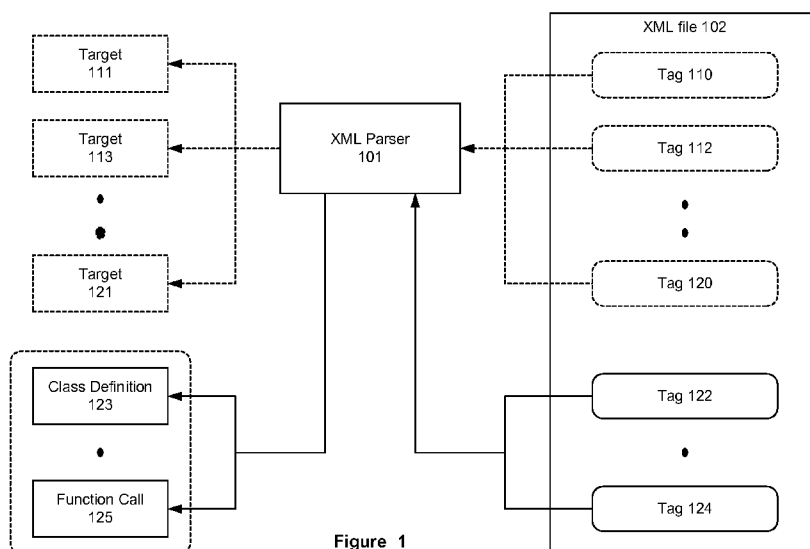 XML file 102
Target
111
Tag 110
XML Parser
101
Target
113
Tag 112
Target
121
Tag 120
Class Definition
123
Tag 122
Function Call
125
Tag 124
Figure 1